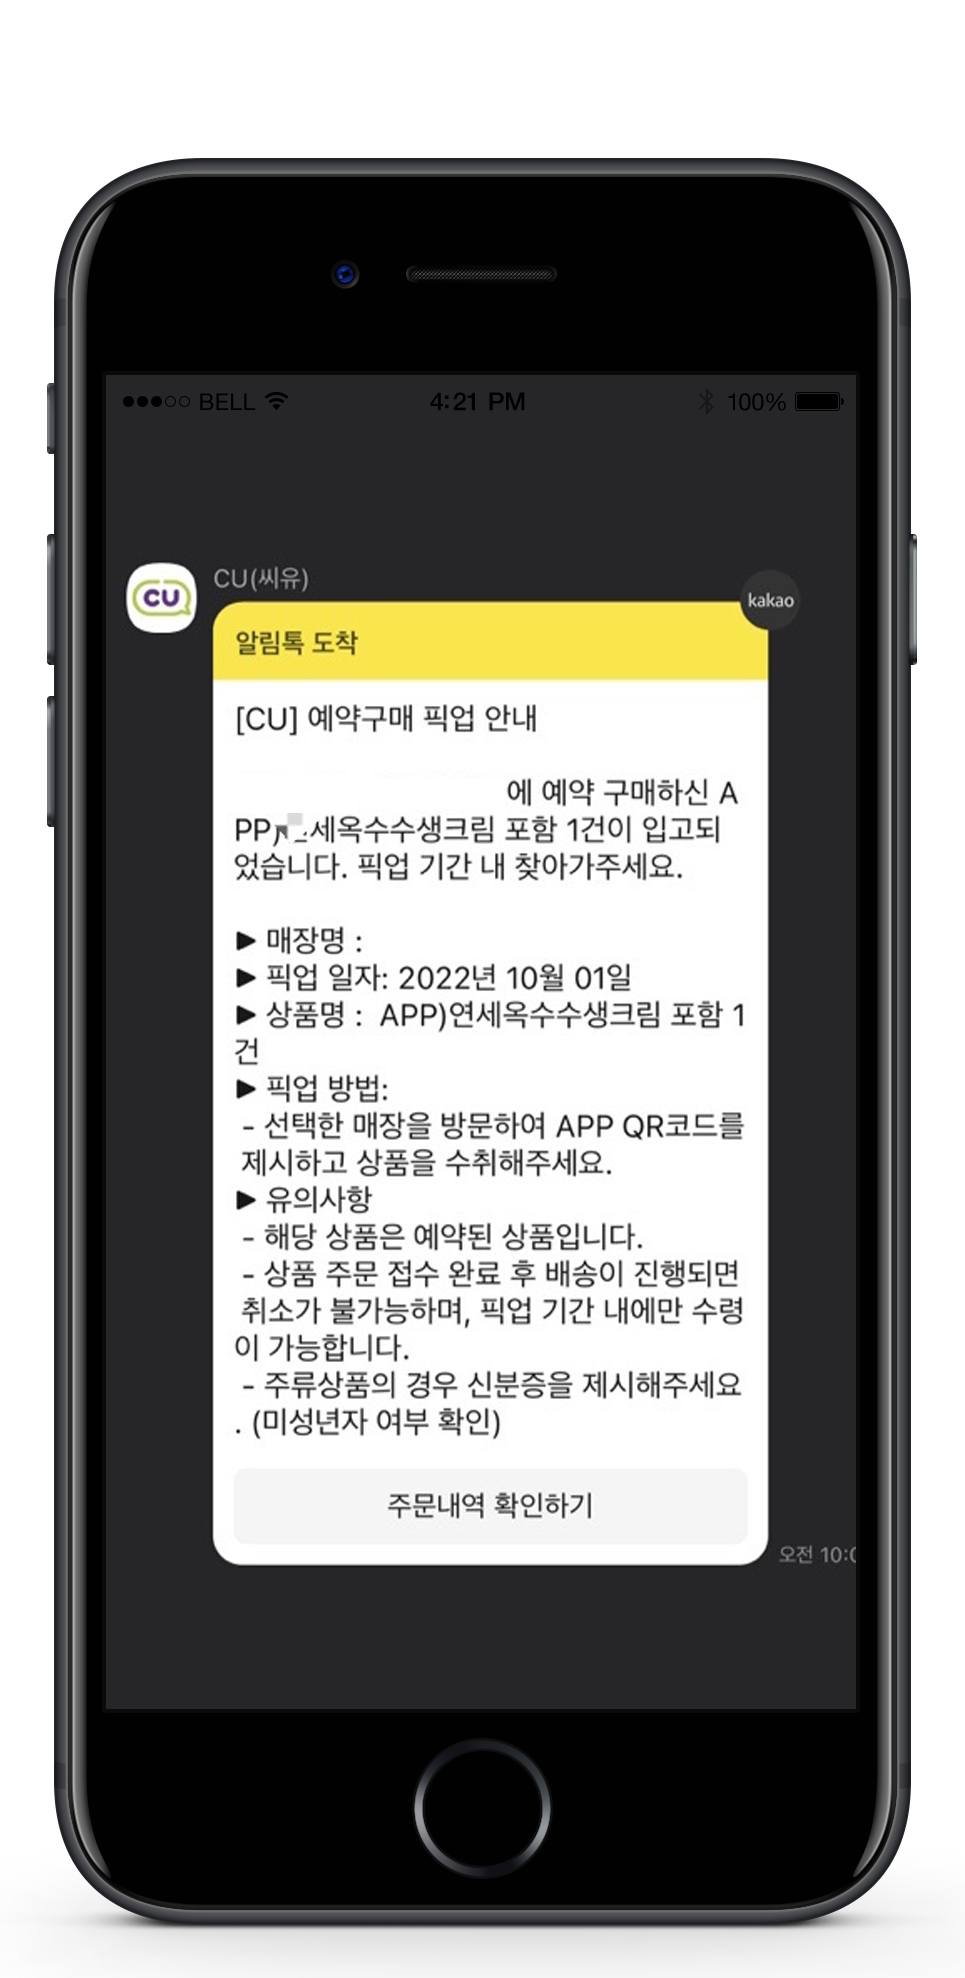 BELL 4:21 PM 100%
CU
CU(씨유)
kakao
알림톡 도착
[CU] 예약구매 픽업 안내
에 예약 구매하신 A
PP) 세옥수수생크림 포함 1건이 입고되
었습니다. 픽업 기간 내 찾아가주세요.
▶ 매장명 :
▶ 픽업 일자: 2022년 10월 01일
▶ 상품명 : APP)연세옥수수생크림 포함 1
건
▶ 픽업 방법:
- 선택한 매장을 방문하여 APP QR코드를
제시하고 상품을 수취해주세요.
▶ 유의사항
- 해당 상품은 예약된 상품입니다.
- 상품 주문 접수 완료 후 배송이 진행되면
취소가 불가능하며, 픽업 기간 내에만 수령
이 가능합니다.
- 주류상품의 경우 신분증을 제시해주세요
. (미성년자 여부 확인)
주문내역 확인하기
오전